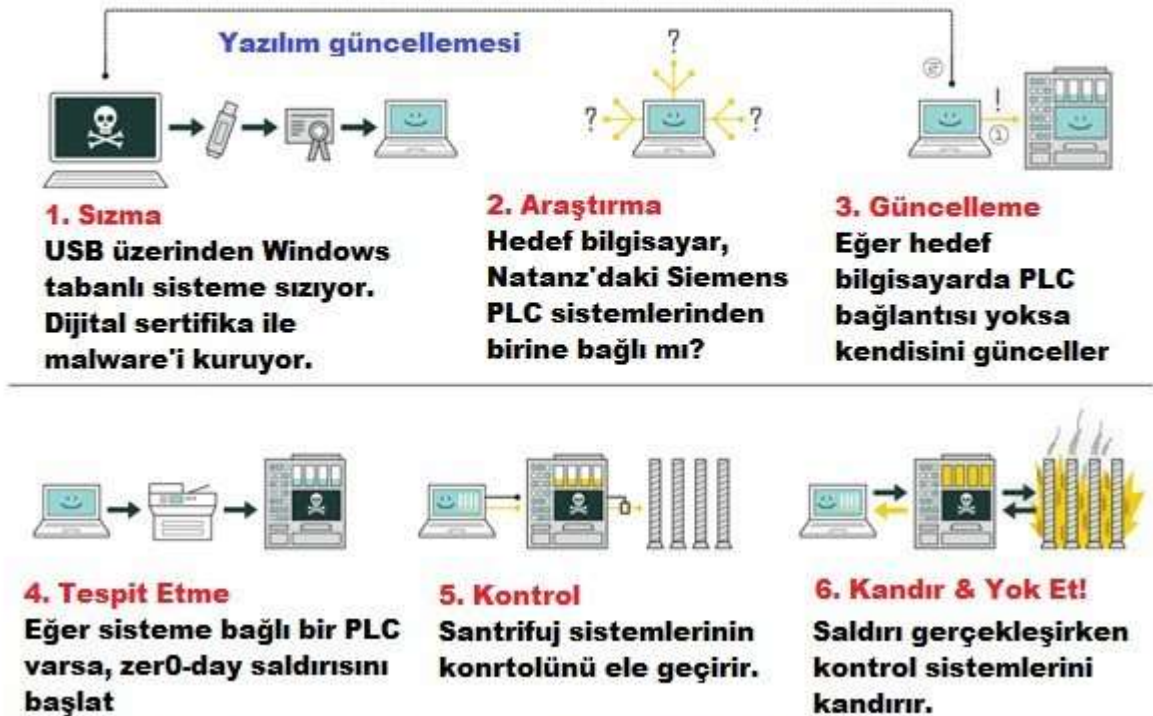 Yazılım güncellemesi
?
?
?
!
2
1
1. Sızma
USB üzerinden Windows
tabanlı sisteme sızıyor.
Dijital sertifika ile
malware'i kuruyor.
2. Araştırma
Hedef bilgisayar,
Natanz'daki Siemens
PLC sistemlerinden
birine bağlı mı?
3. Güncelleme
Eğer hedef
bilgisayarda PLC
bağlantısı yoksa
kendisini günceller
4. Tespit Etme
Eğer sisteme bağlı bir PLC
varsa, zer0-day saldırısını
başlat
5. Kontrol
Santrifuj sistemlerinin
konrtolünü ele geçirir.
6. Kandır & Yok Et!
Saldırı gerçekleşirken
kontrol sistemlerini
kandırır.